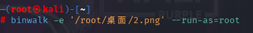 (root㉿kali)-[~]
# binwalk -e '/root/桌面/2.png' --run-as=root